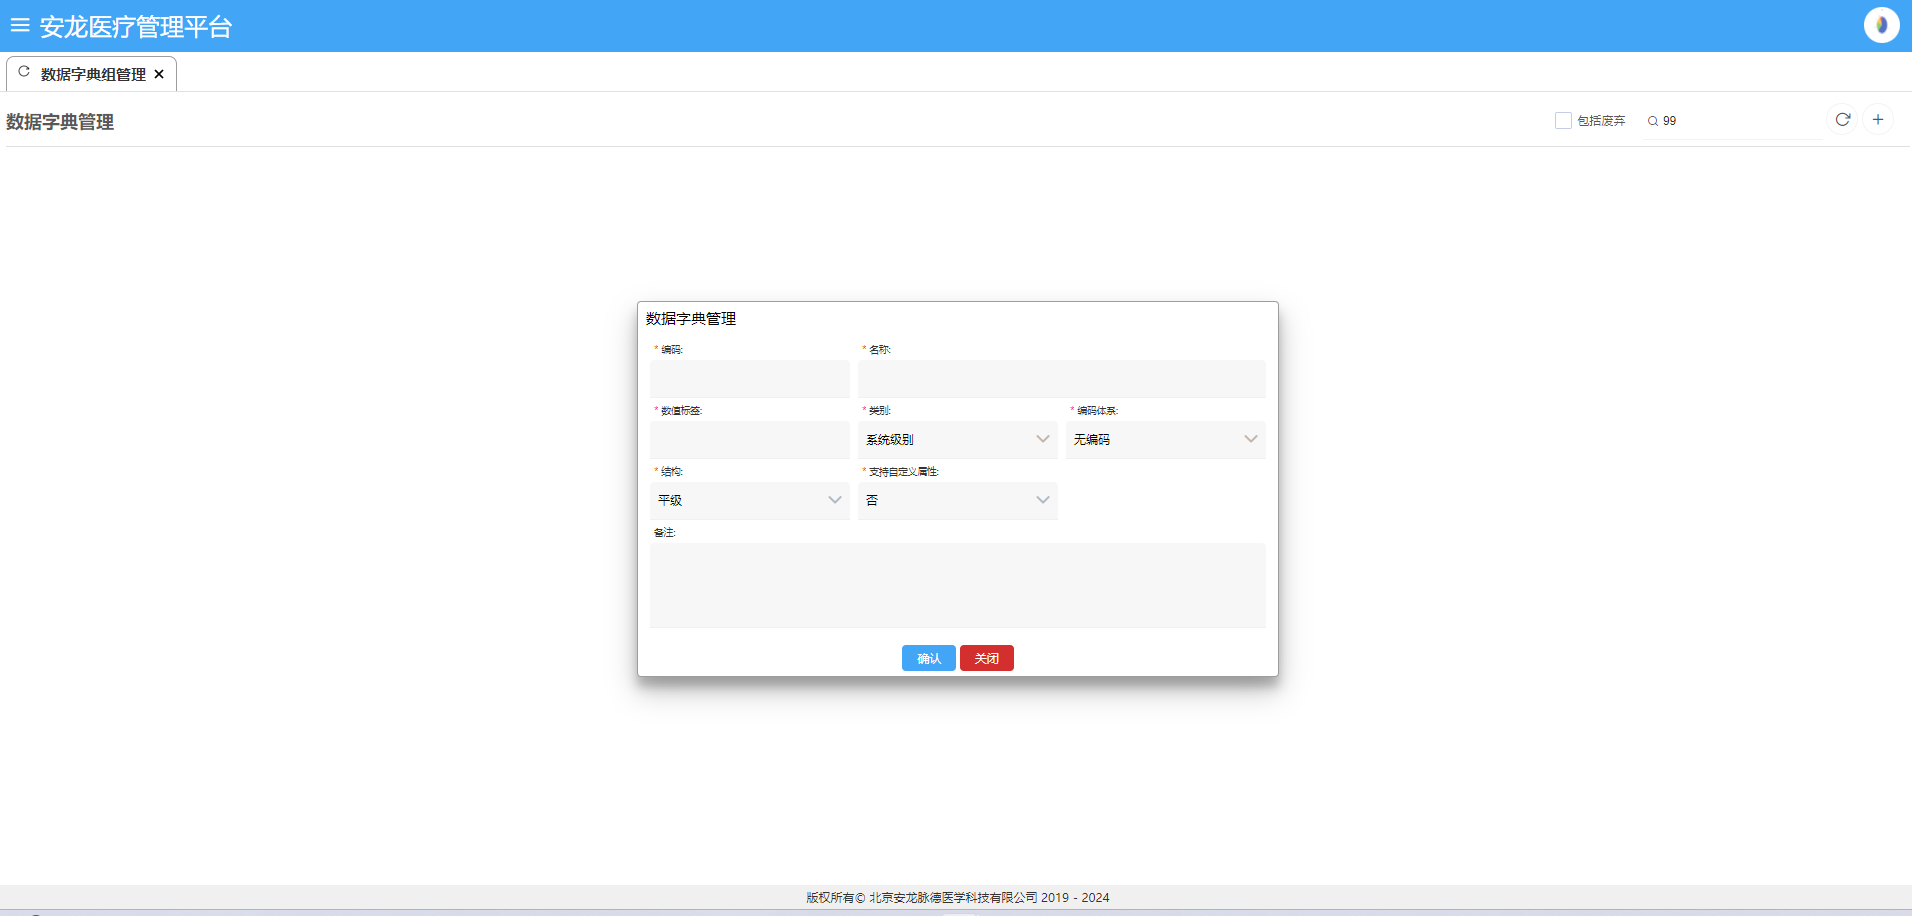 安龙医疗管理平台
数据字典组管理
数据字典管理
包括废弃 99
数据字典管理
* 编码: * 名称:
* 数值标签: * 类别: * 编码体系:
系统级别 无编码
* 结构: * 支持自定义属性:
平级 否
备注:
确认 关闭
版权所有© 北京安龙脉德医学科技有限公司 2019 - 2024